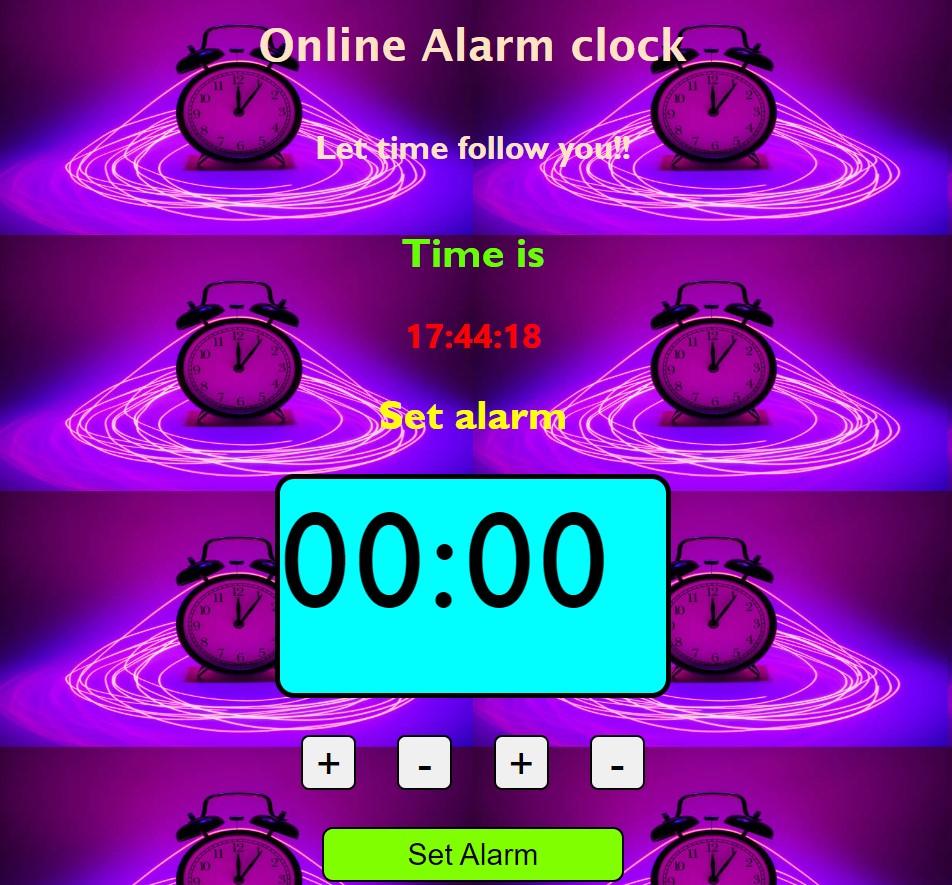 Online Alarm clock
Let time follow you!!
Time is
17:44:18
Set alarm
00:00
+ - + -
Set Alarm